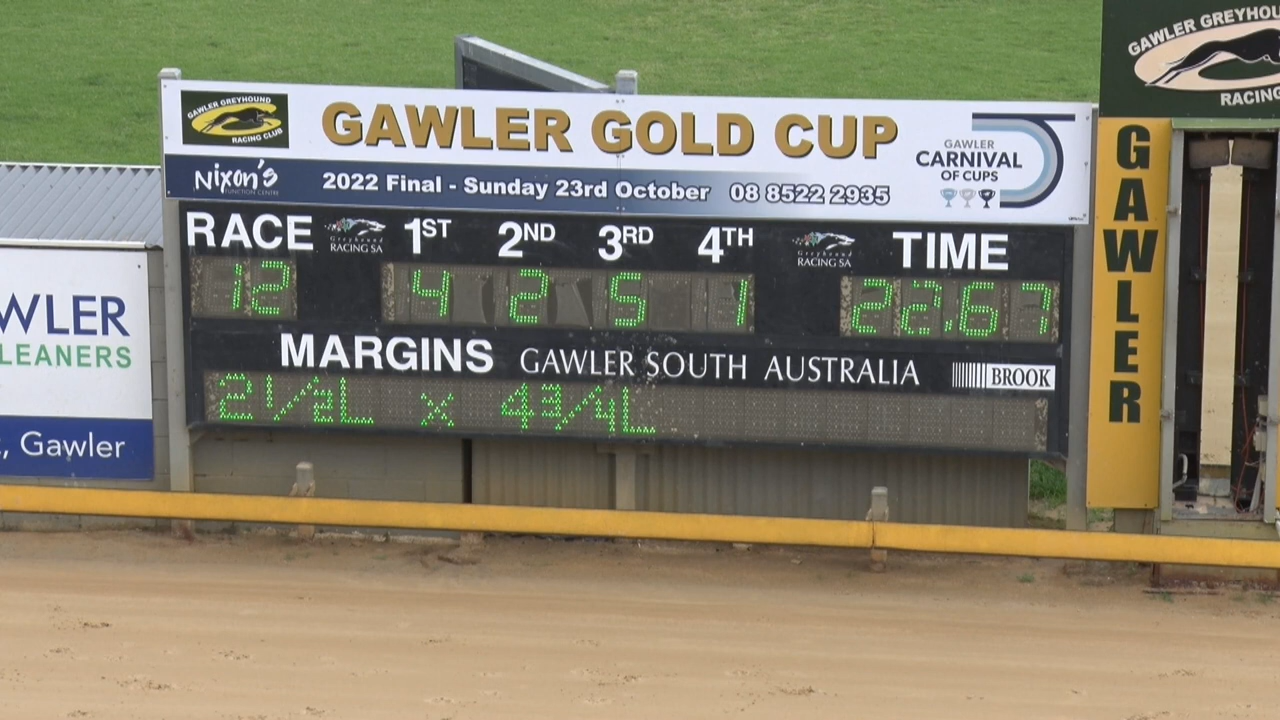 GAWLER GREYHOUND
RACING CLUB
GAWLER GOLD CUP
GAWLER
CARNIVAL
OF CUPS
Nixon's
FUNCTION CENTRE
2022 Final - Sunday 23rd October 08 8522 2935
RACE
Greyhound
RACING SA
1ST 2ND 3RD 4TH
Greyhound
RACING SA
TIME
12 4 2 5 1 22.67
MARGINS GAWLER SOUTH AUSTRALIA BROOK
2½L x 4¾L
WLER
LEANERS
, Gawler
GAWLER GREYHOU
RACING
GAWLER